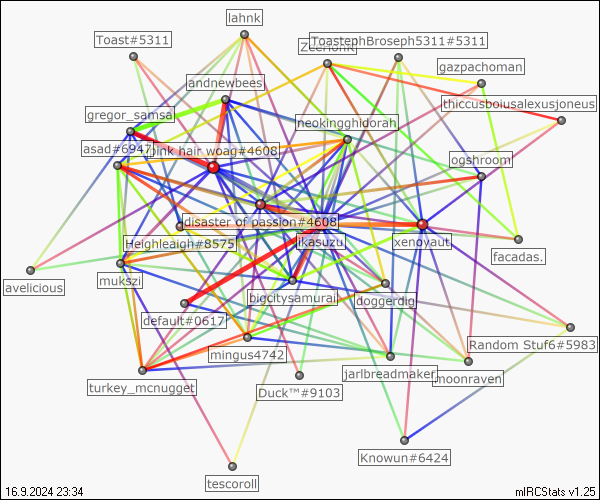 lahnk
Toast#5311
ToastephBroseph5311#5311
gazpachoman
andnewbees
thiccusbousalexusjoneus
gregor_samsa
neokingghidorah
asad#6947
pink hair woag#4608
ogshroom
disaster of passion#4608
Heighleaigh#8575
ikasuzu
xenoyaut
facadas.
mukszi
avelicious
bigcitysamurai
doggerdig
default#0617
Random Stuf6#5983
mingus4742
jarlbreadmaker
moonraven
turkey_mcnugget
Duck™#9103
Knowun#6424
tescoroll
16.9.2024 23:34
mIRCStats v1.25